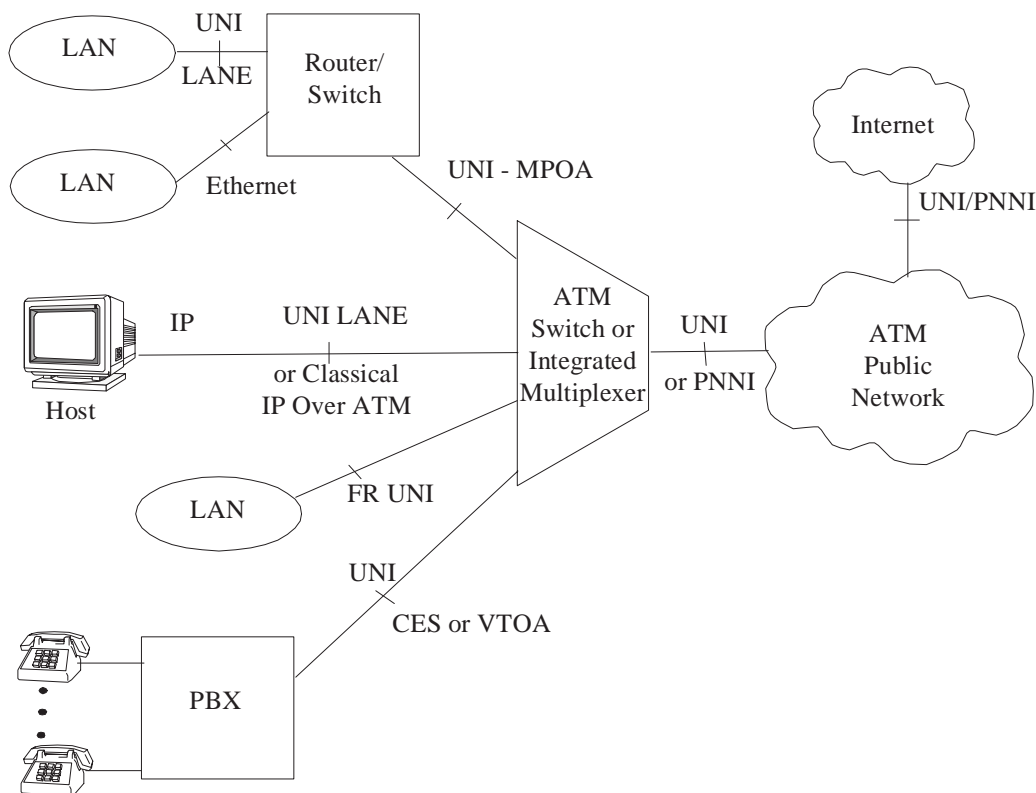 LAN
UNI
LANE
Router/
Switch
LAN
Ethernet
UNI - MPOA
Internet
UNI/PNNI
IP
UNI LANE
or Classical
IP Over ATM
Host
ATM
Switch or
Integrated
Multiplexer
UNI
or PNNI
ATM
Public
Network
LAN
FR UNI
UNI
CES or VTOA
PBX